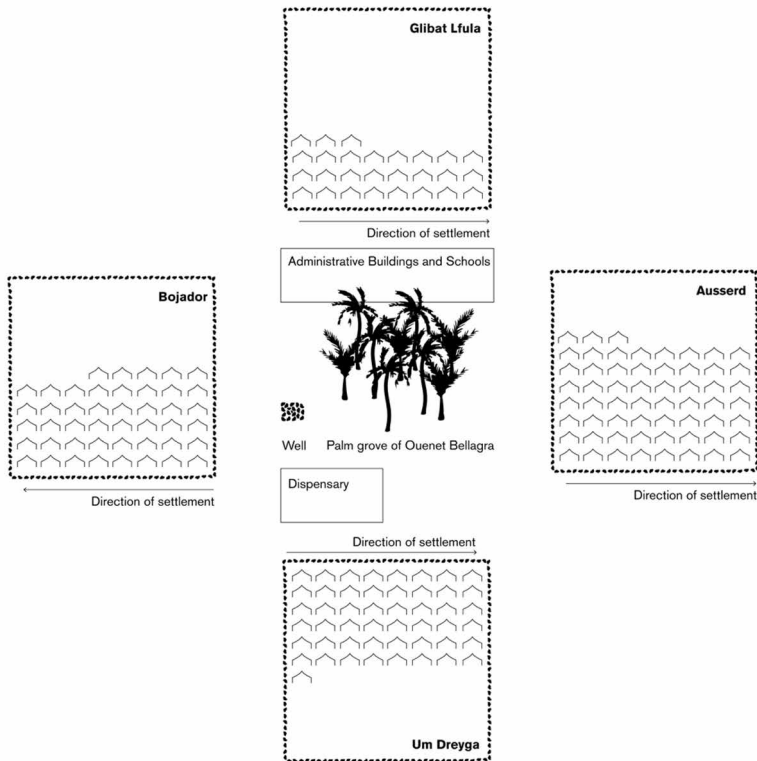 Glibat Lfula
Direction of settlement
Administrative Buildings and Schools
Bojador
Ausserd
Well
Palm grove of Ouenet Bellagra
Direction of settlement
Dispensary
Direction of settlement
Direction of settlement
Um Dreyga